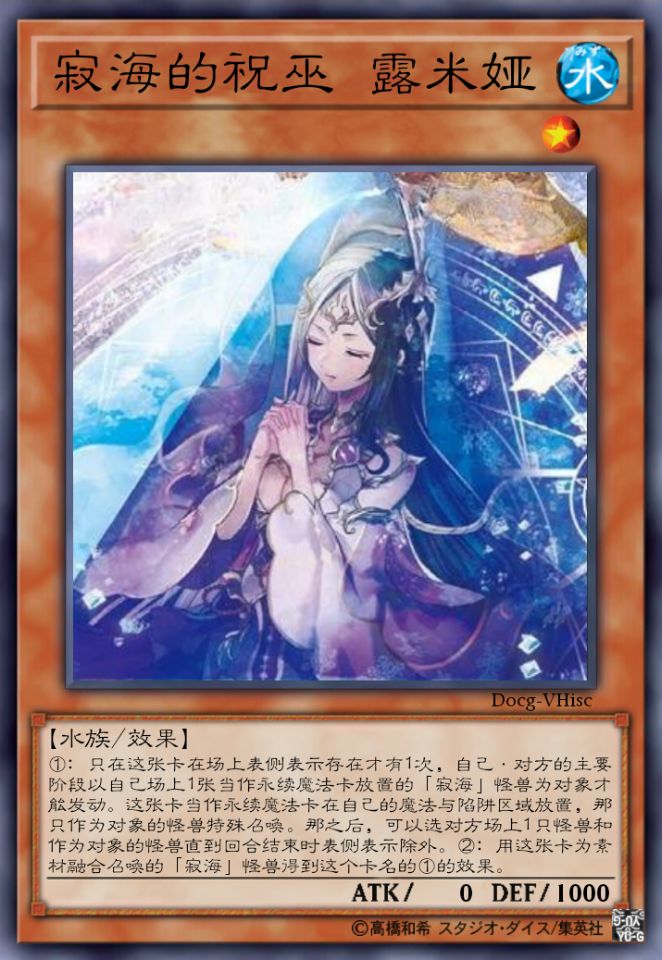 寂海的祝巫 露米娅
みず
水
Docg-VHisc
【水族/效果】
①：只在这张卡在场上表侧表示存在才有1次，自己·对方的主要
阶段以自己场上1张当作永续魔法卡放置的「寂海」怪兽为对象才
能发动。这张卡当作永续魔法卡在自己的魔法与陷阱区域放置，那
只作为对象的怪兽特殊召唤。那之后，可以选对方场上1只怪兽和
作为对象的怪兽直到回合结束时表侧表示除外。②：用这张卡为素
材融合召唤的「寂海」怪兽得到这个卡名的①的效果。
ATK/ 0 DEF/1000
©高橋和希 スタジオ・ダイス/集英社